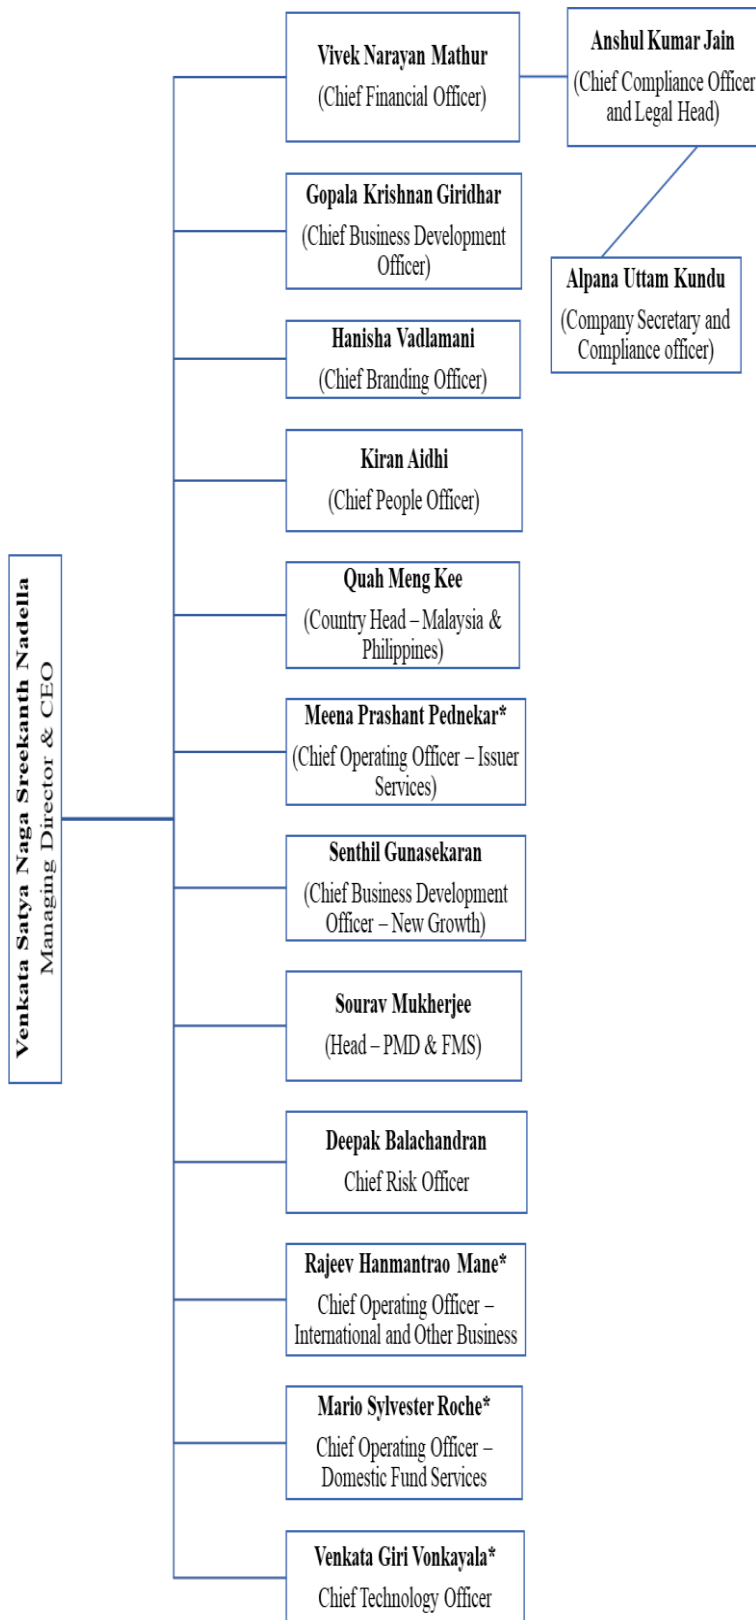 Vivek Narayan Mathur
(Chief Financial Officer)
Anshul Kumar Jain
(Chief Compliance Officer
and Legal Head)
Gopala Krishnan Giridhar
(Chief Business Development
Officer)
Alpana Uttam Kundu
(Company Secretary and
Compliance officer)
Hanisha Vadlamani
(Chief Branding Officer)
Kiran Aidhi
(Chief People Officer)
Venkata Satya Naga Sreekanth Nadella
Managing Director & CEO
Quah Meng Kee
(Country Head – Malaysia &
Philippines)
Meena Prashant Pednekar*
(Chief Operating Officer – Issuer
Services)
Senthil Gunasekaran
(Chief Business Development
Officer – New Growth)
Sourav Mukherjee
(Head – PMD & FMS)
Deepak Balachandran
Chief Risk Officer
Rajeev Hanmantrao Mane*
Chief Operating Officer –
International and Other Business
Mario Sylvester Roche*
Chief Operating Officer –
Domestic Fund Services
Venkata Giri Vonkayala*
Chief Technology Officer